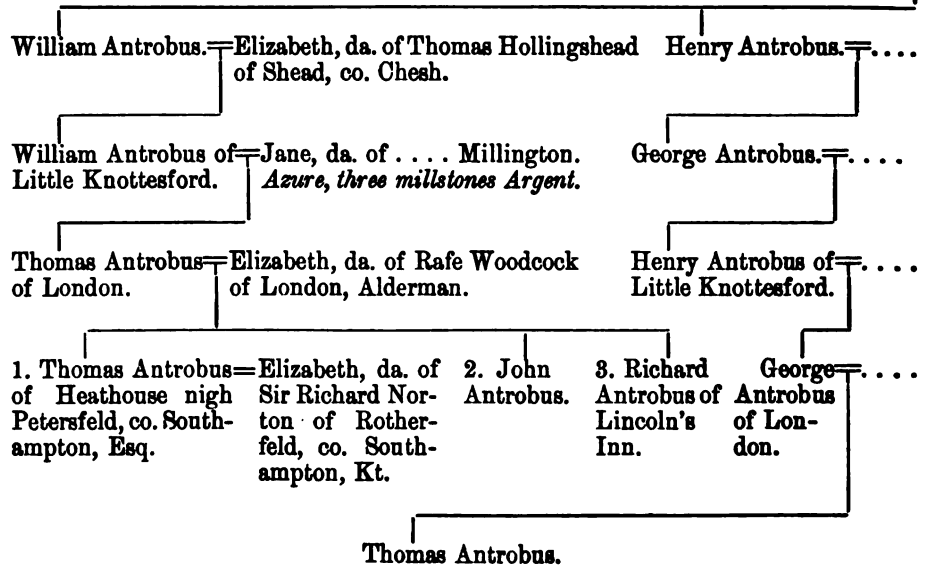 William Antrobus.=Elizabeth, da. of Thomas Hollingshead of Shead, co. Chesh.
Henry Antrobus.=....
William Antrobus of Little Knottesford.=Jane, da. of .... Millington. Azure, three millstones Argent.
George Antrobus.=....
Thomas Antrobus of London.=Elizabeth, da. of Rafe Woodcock of London, Alderman.
Henry Antrobus of Little Knottesford.=....
1. Thomas Antrobus=
of Heathouse nigh
Petersfeld, co. South-
ampton, Esq.
Elizabeth, da. of
Sir Richard Nor-
ton of Rother-
feld, co. South-
ampton, Kt.
2. John
Antrobus.
3. Richard
Antrobus of
Lincoln's
Inn.
George=....
Antrobus
of Lon-
don.
Thomas Antrobus.